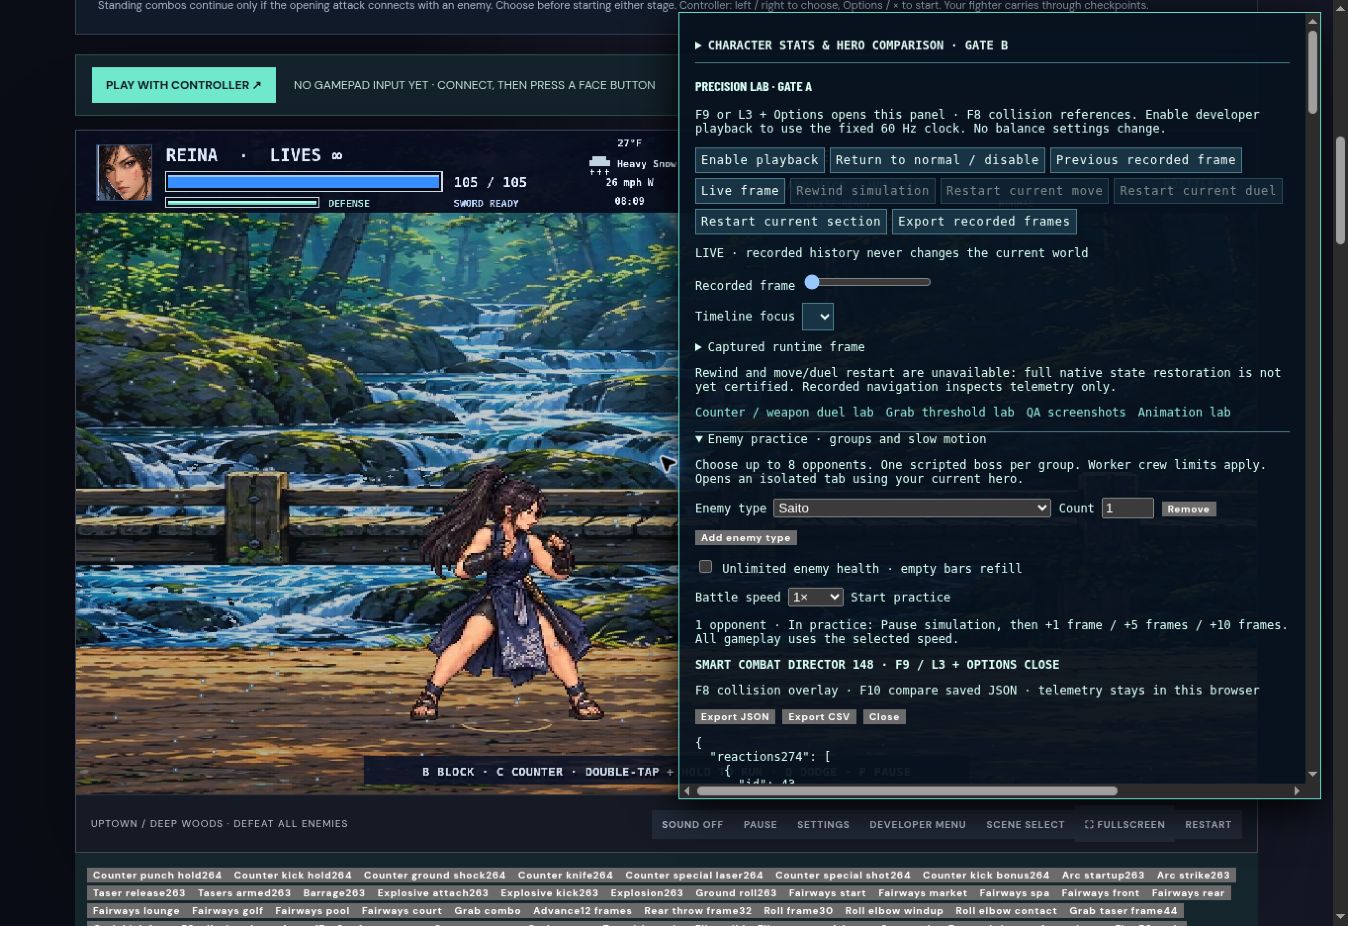 Standing combos continue only if the opening attack connects with an enemy. Choose before starting either stage. Controller: left / right to choose, Options / × to start. Your fighter carries through checkpoints.
PLAY WITH CONTROLLER ↗
NO GAMEPAD INPUT YET · CONNECT, THEN PRESS A FACE BUTTON
REINA · LIVES ∞
105 / 105
DEFENSE
SWORD READY
27°F
Heavy Snow
26 mph W
08:09
▶ CHARACTER STATS & HERO COMPARISON · GATE B
PRECISION LAB · GATE A
F9 or L3 + Options opens this panel · F8 collision references. Enable developer
playback to use the fixed 60 Hz clock. No balance settings change.
Enable playback Return to normal / disable Previous recorded frame
Live frame Rewind simulation Restart current move Restart current duel
Restart current section Export recorded frames
LIVE · recorded history never changes the current world
Recorded frame
Timeline focus
▶ Captured runtime frame
Rewind and move/duel restart are unavailable: full native state restoration is not
yet certified. Recorded navigation inspects telemetry only.
Counter / weapon duel lab Grab threshold lab QA screenshots Animation lab
▼ Enemy practice · groups and slow motion
Choose up to 8 opponents. One scripted boss per group. Worker crew limits apply.
Opens an isolated tab using your current hero.
Enemy type Saito Count 1 Remove
Add enemy type
Unlimited enemy health · empty bars refill
Battle speed 1× Start practice
1 opponent · In practice: Pause simulation, then +1 frame / +5 frames / +10 frames.
All gameplay uses the selected speed.
SMART COMBAT DIRECTOR 148 · F9 / L3 + OPTIONS CLOSE
F8 collision overlay · F10 compare saved JSON · telemetry stays in this browser
Export JSON Export CSV Close
{
"reactions274": [
{
"id": 43
B BLOCK · C COUNTER · DOUBLE-TAP + HOLD TO RUN · Q DODGE · P PAUSE
UPTOWN / DEEP WOODS · DEFEAT ALL ENEMIES
SOUND OFF PAUSE SETTINGS DEVELOPER MENU SCENE SELECT ⛶ FULLSCREEN RESTART
Counter punch hold264 Counter kick hold264 Counter ground shock264 Counter knife264 Counter special laser264 Counter special shot264 Counter kick bonus264 Arc startup263 Arc strike263
Taser release263 Tasers armed263 Barrage263 Explosive attach263 Explosive kick263 Explosion263 Ground roll263 Fairways start Fairways market Fairways spa Fairways front Fairways rear
Fairways lounge Fairways golf Fairways pool Fairways court Grab combo Advance12 frames Rear throw frame32 Roll frame30 Roll elbow windup Roll elbow contact Grab taser frame44